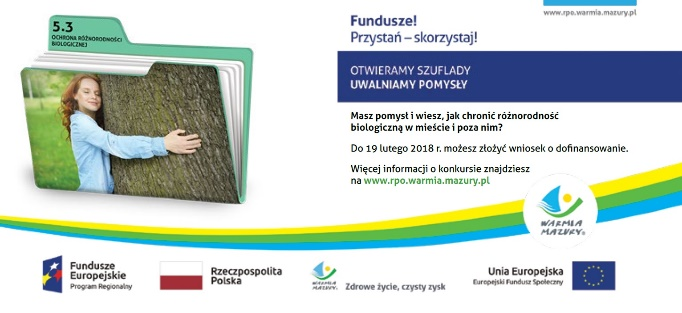 5.3
OCHRONA RÓŻNORODNOŚCI
BIOLOGICZNEJ
www.rpo.warmia.mazury.pl
Fundusze!
Przystań – skorzystaj!
OTWIERAMY SZUFLADY
UWALNIAMY POMYSŁY
Masz pomysł i wiesz, jak chronić różnorodność
biologiczną w mieście i poza nim?
Do 19 lutego 2018 r. możesz złożyć wniosek o dofinansowanie.
Więcej informacji o konkursie znajdziesz
na www.rpo.warmia.mazury.pl
WARMIA
MAZURY
Fundusze
Europejskie
Program Regionalny
Rzeczpospolita
Polska
WARMIA
MAZURY
Zdrowe życie, czysty zysk
Unia Europejska
Europejski Fundusz Społeczny